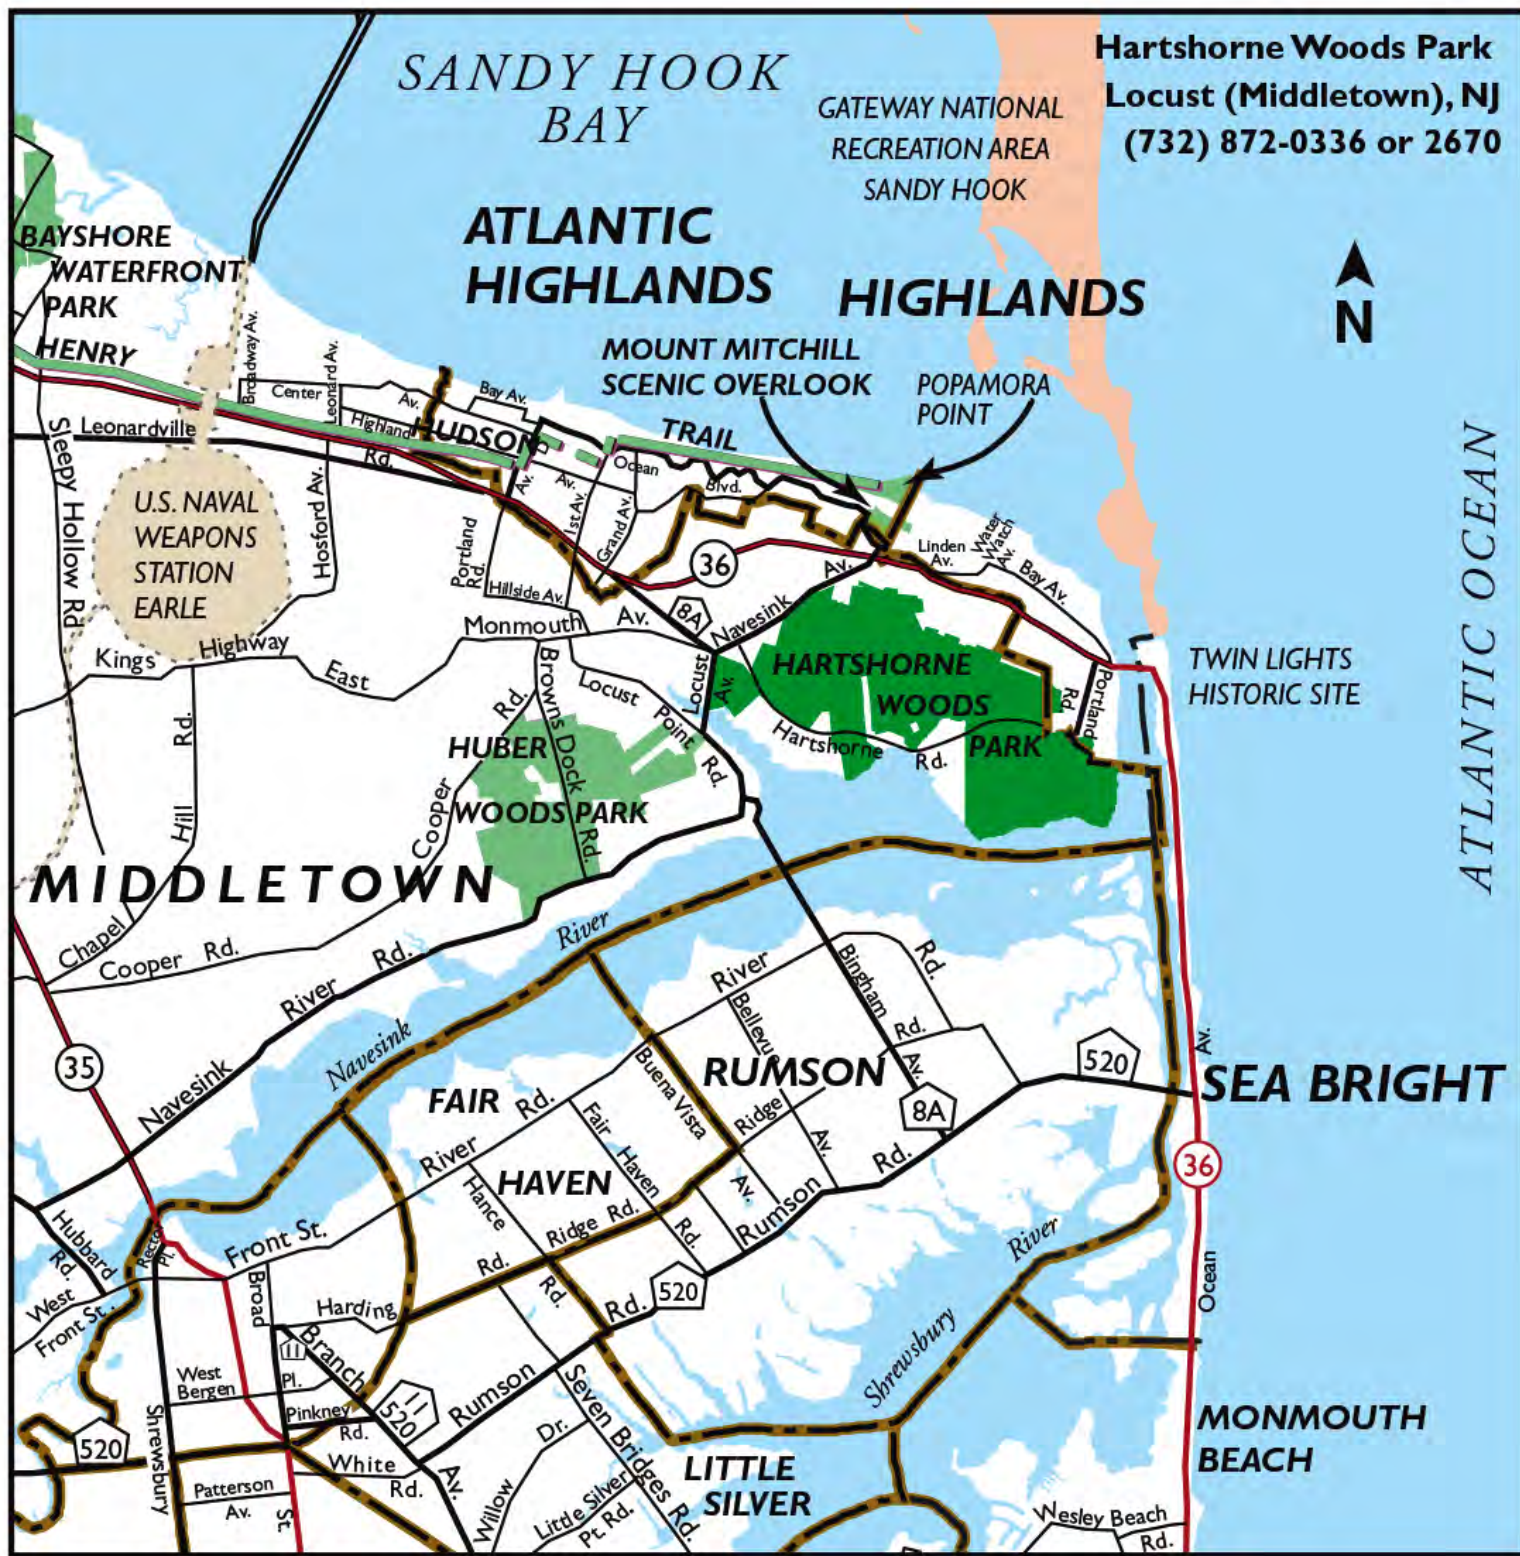 SANDY HOOK
BAY
Hartshorne Woods Park
Locust (Middletown), NJ
(732) 872-0336 or 2670
GATEWAY NATIONAL
RECREATION AREA
SANDY HOOK
N
BAYSHORE
WATERFRONT
PARK
ATLANTIC
HIGHLANDS
HIGHLANDS
MOUNT MITCHILL
SCENIC OVERLOOK
POPAMORA
POINT
HENRY
HUDSON
TRAIL
Broadway Av.
Center
Av.
Leonard Av.
Highland
Bay Av.
Leonardville
Rd.
Sleepy Hollow Rd.
U.S. NAVAL
WEAPONS
STATION
EARLE
Hosford Av.
Portland
Rd.
Av.
Av.
1st Av.
Grand Av.
Ocean
Blvd.
Hillside Av.
36
8A
Navesink
Av.
Linden
Av.
Water
Watch
Av.
Bay Av.
ATLANTIC OCEAN
Kings
Highway
East
Monmouth
Av.
Locust
Point
Rd.
Locust
Av.
Browns Dock
Rd.
HARTSHORNE
WOODS
PARK
Hartshorne
Rd.
Portland
Rd.
TWIN LIGHTS
HISTORIC SITE
HUBER
WOODS PARK
Cooper
Rd.
Hill
Rd.
Chapel
MIDDLETOWN
Cooper
Rd.
Navesink
River
Rd.
35
Navesink
River
River
Rd.
Bingham
Av.
Rd.
Bellevue
Av.
Buena Vista
Av.
RUMSON
Ridge
8A
520
Av.
SEA BRIGHT
FAIR
HAVEN
River
Rd.
Fair
Haven
Rd.
Hance
Rd.
Ridge
Rd.
Rd.
Rumson
Rd.
36
Ocean
Hubbard
Rd.
Rector
Pl.
West
Front St.
Front St.
Broad
Harding
Rd.
520
River
Shrewsbury
Branch
11
Pl.
West
Bergen
Pinkney
Rd.
11
520
Rumson
Seven Bridges Rd.
520
Shrewsbury
White
Rd.
Av.
Patterson
Av.
St.
Willow
Dr.
Little Silver
Pt. Rd.
LITTLE
SILVER
MONMOUTH
BEACH
Wesley Beach
Rd.